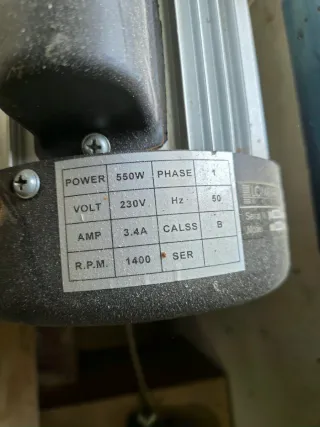 POWER 550W PHASE 1
VOLT 230V Hz 50
AMP 3.4A CALSS B
R.P.M. 1400 SER